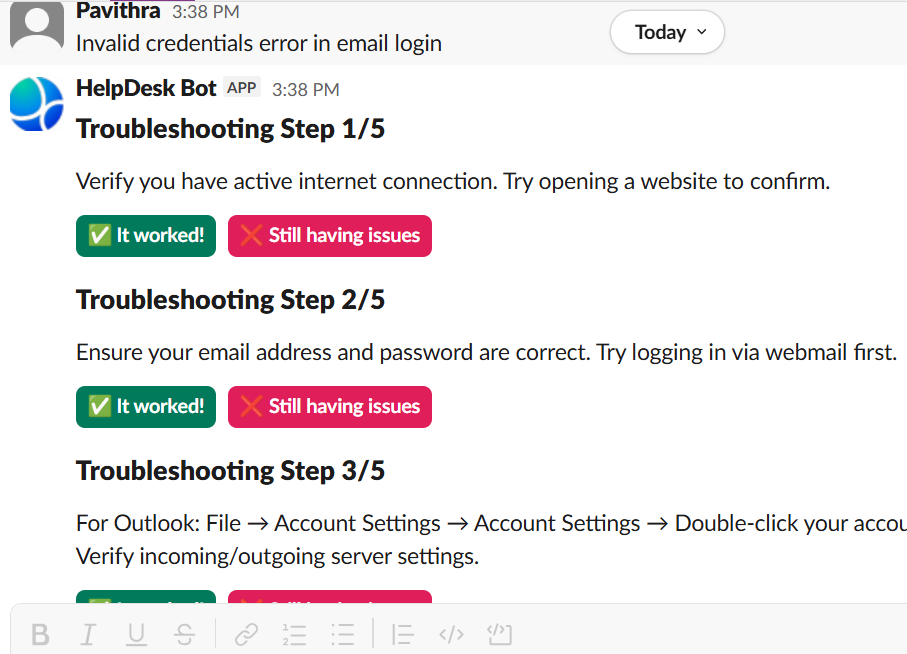 Pavithra 3:38 PM
Invalid credentials error in email login
Today
HelpDesk Bot APP 3:38 PM
Troubleshooting Step 1/5
Verify you have active internet connection. Try opening a website to confirm.
✅ It worked! ❌ Still having issues
Troubleshooting Step 2/5
Ensure your email address and password are correct. Try logging in via webmail first.
✅ It worked! ❌ Still having issues
Troubleshooting Step 3/5
For Outlook: File → Account Settings → Account Settings → Double-click your accou
Verify incoming/outgoing server settings.